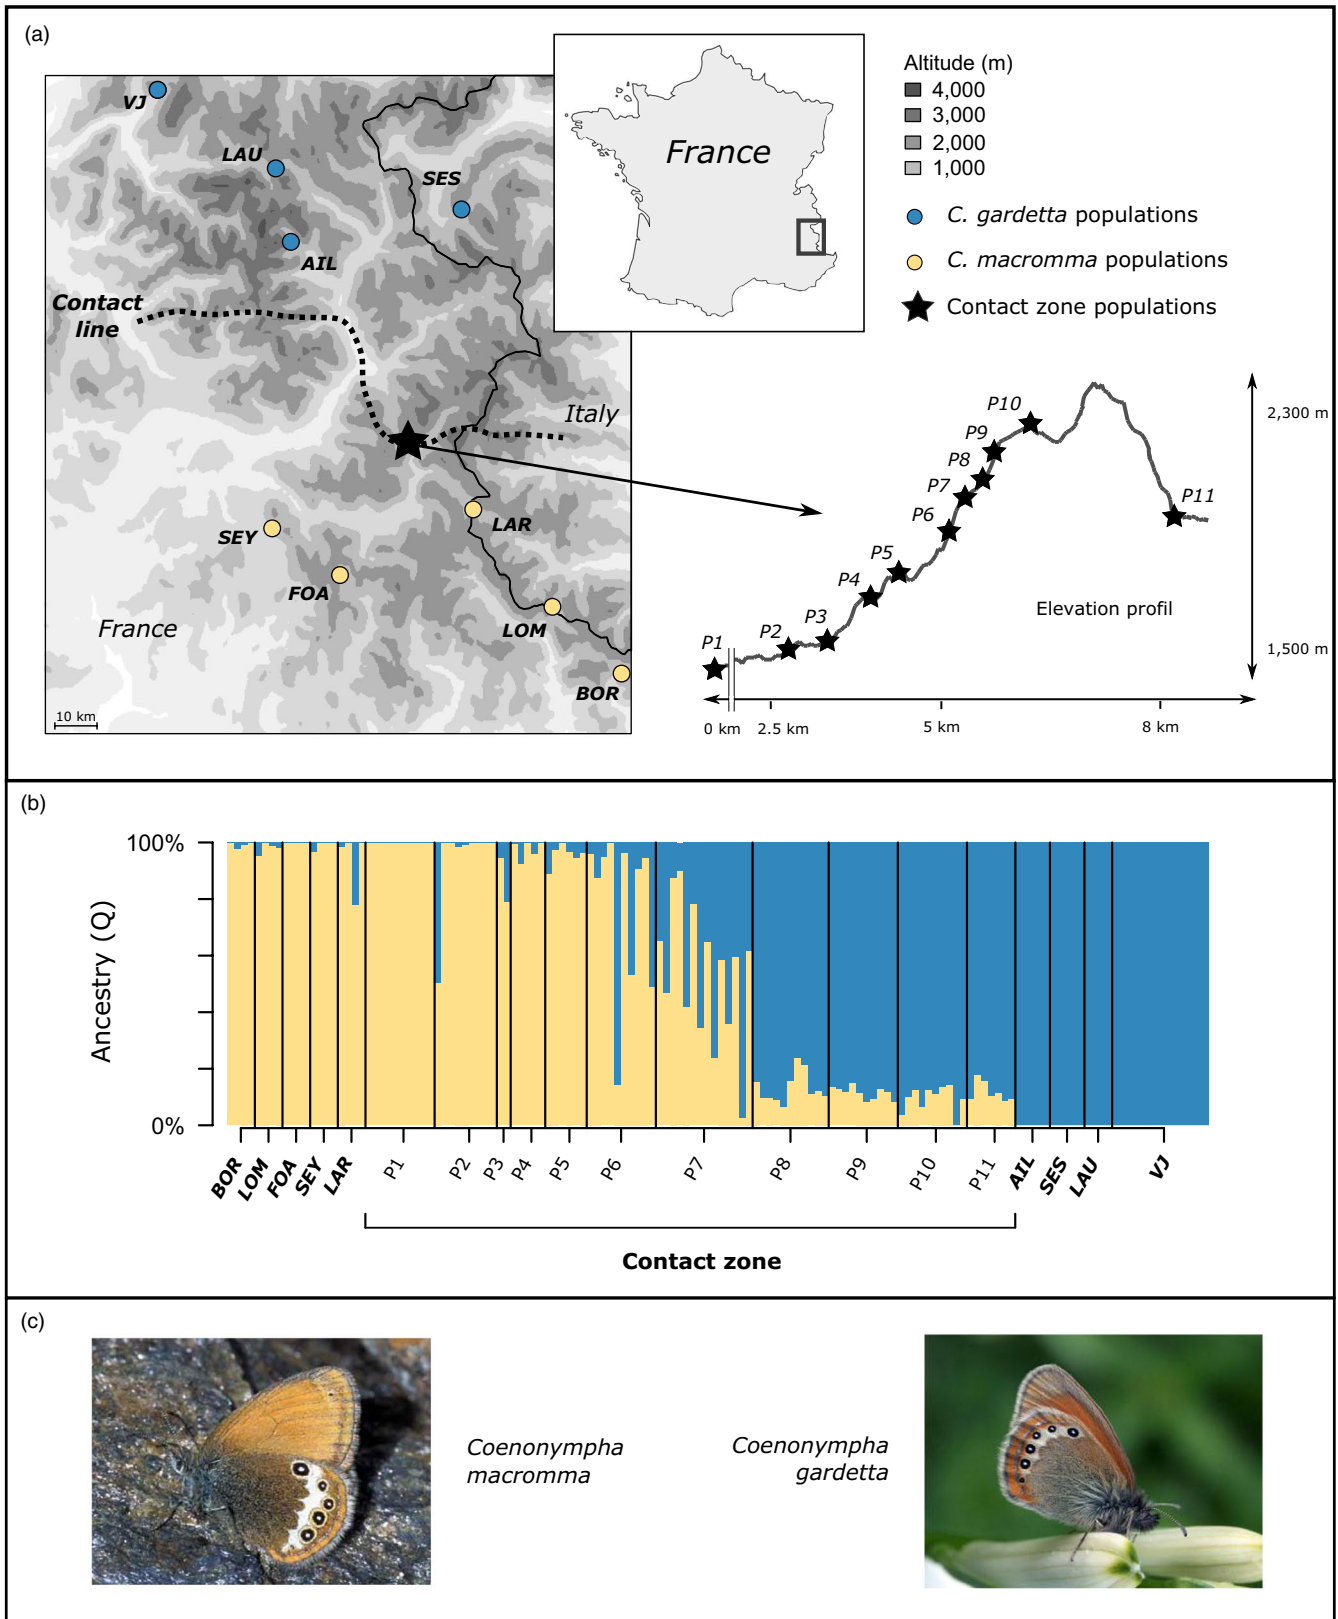 (a)
VJ
LAU
SES
AIL
Contact
line
Italy
LAR
SEY
FOA
LOM
France
BOR
10 km
France
Altitude (m)
4,000
3,000
2,000
1,000
C. gardetta populations
C. macromma populations
Contact zone populations
P10
2,300 m
P9
P8
P7
P11
P6
P5
P4
Elevation profil
P3
P2
P1
1,500 m
0 km
2.5 km
5 km
8 km
(b)
100%
Ancestry (Q)
0%
BOR
LOM
FOA
SEY
LAR
P1
P2
P3
P4
P5
P6
P7
P8
P9
P10
P11
AIL
SES
LAU
VJ
Contact zone
(c)
Coenonympha
macromma
Coenonympha
gardetta